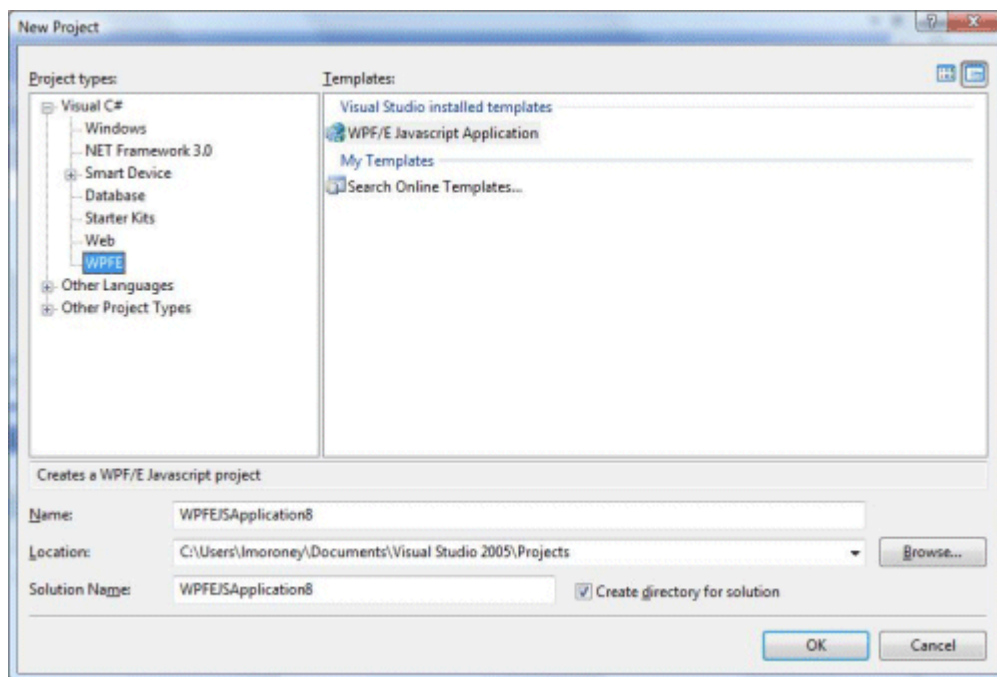 New Project
Project types:
Visual C#
Windows
NET Framework 3.0
Smart Device
Database
Starter Kits
Web
WPFE
Other Languages
Other Project Types
Templates:
Visual Studio installed templates
WPF/E Javascript Application
My Templates
Search Online Templates...
Creates a WPF/E Javascript project
Name:
WPFEJSApplication8
Location:
C:\Users\lmoroney\Documents\Visual Studio 2005\Projects
Browse...
Solution Name:
WPFEJSApplication8
Create directory for solution
OK
Cancel